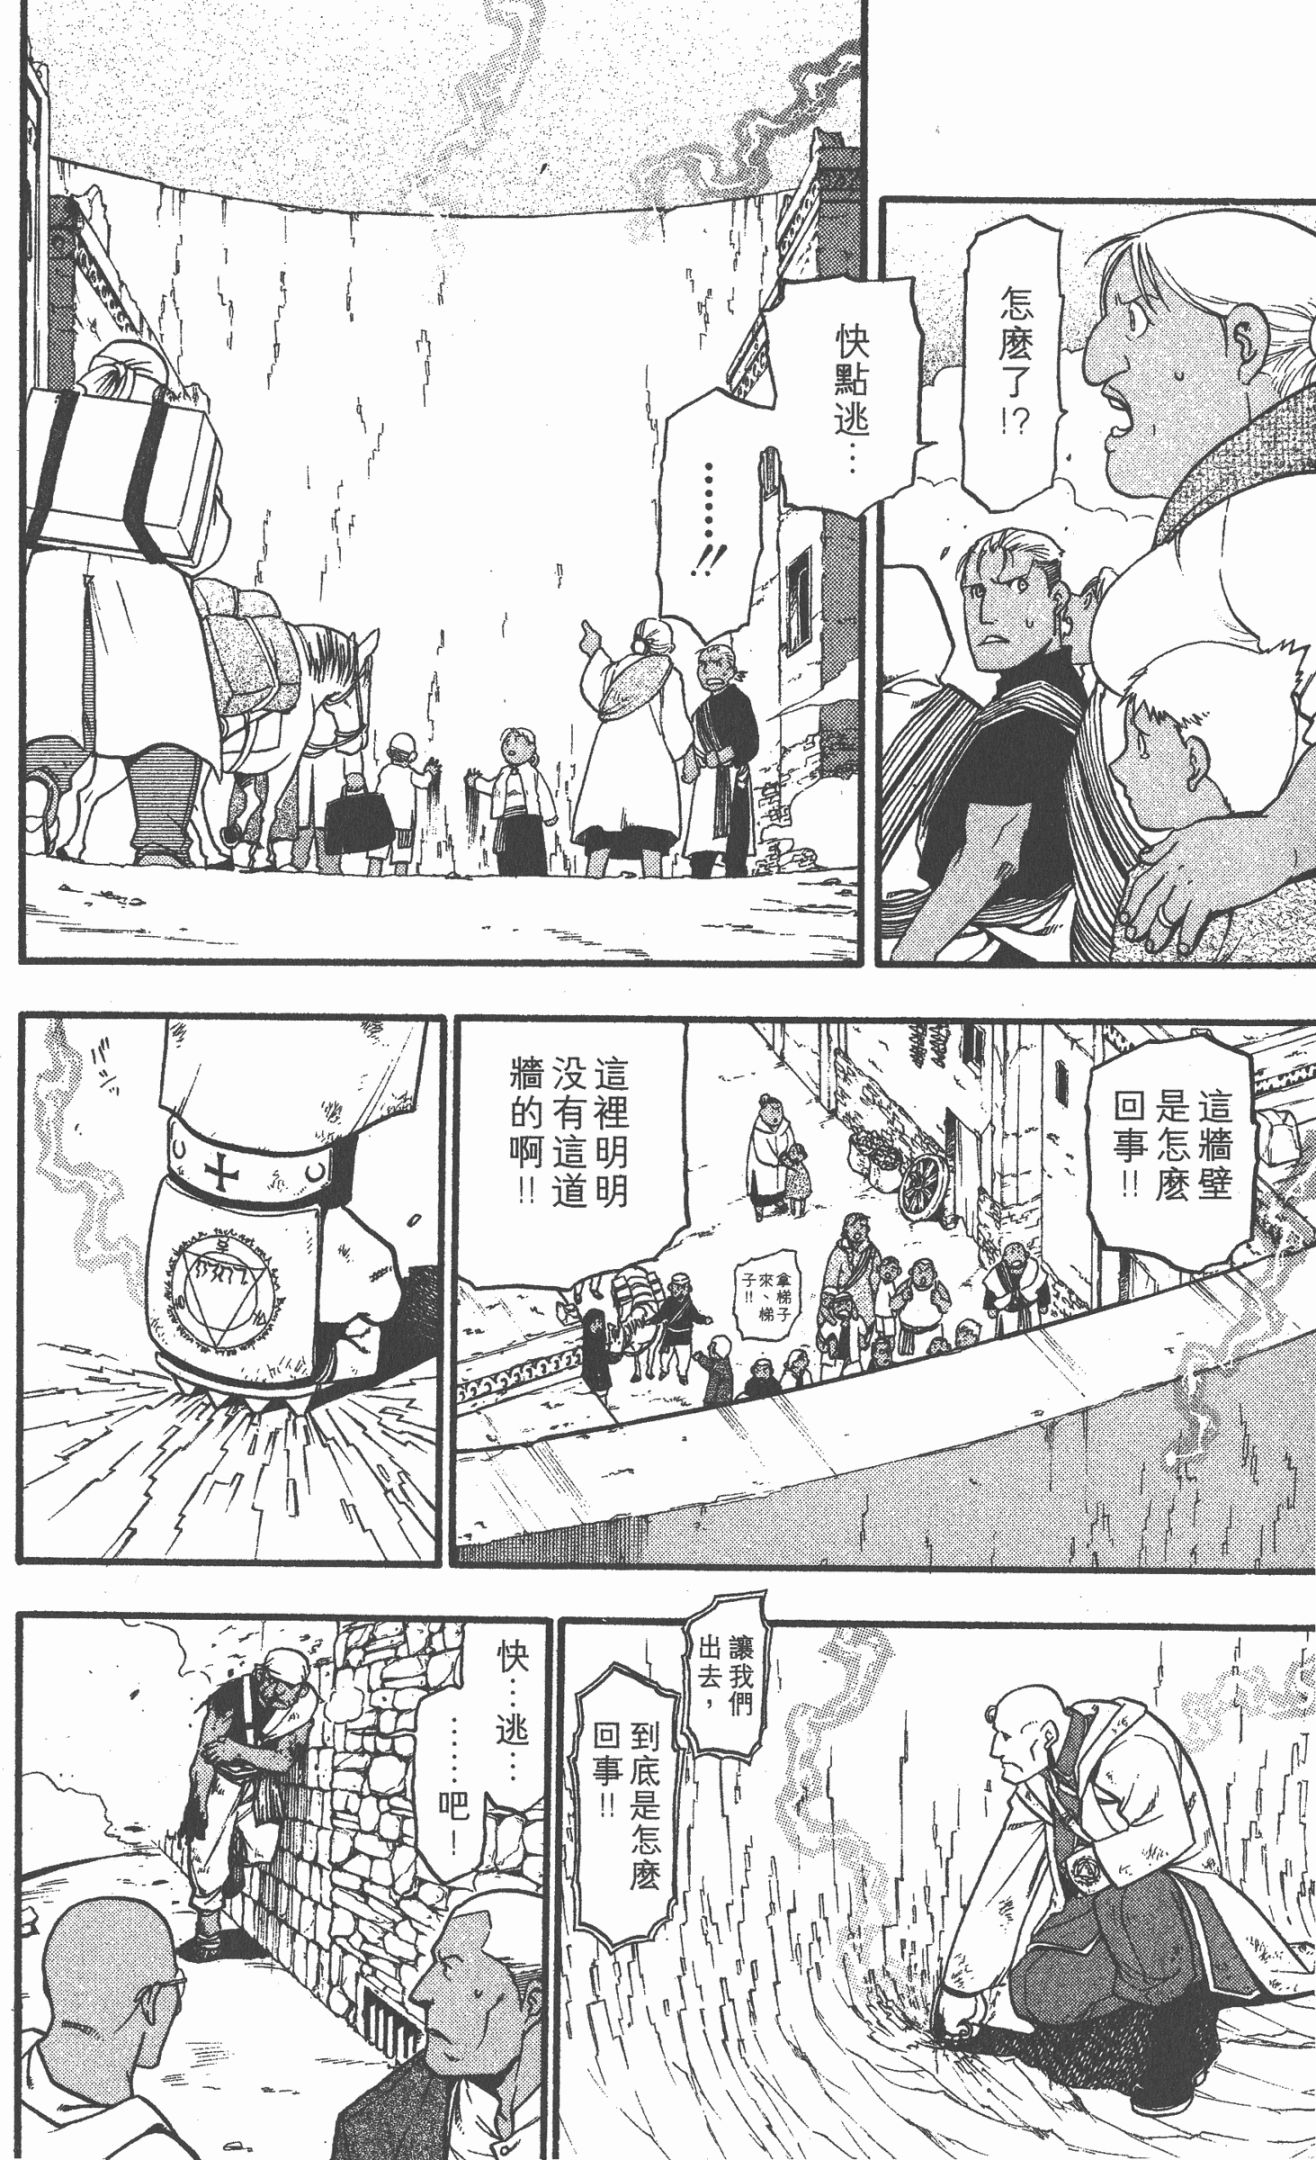 怎麼了!?
快點逃…
……!!
這牆壁
是怎麼
回事!!
拿梯子
來、梯
子!!
這裡明明
没有這道
牆的啊!!
讓我們
出去，
到底是怎麼
回事!!
快…逃…
……吧!